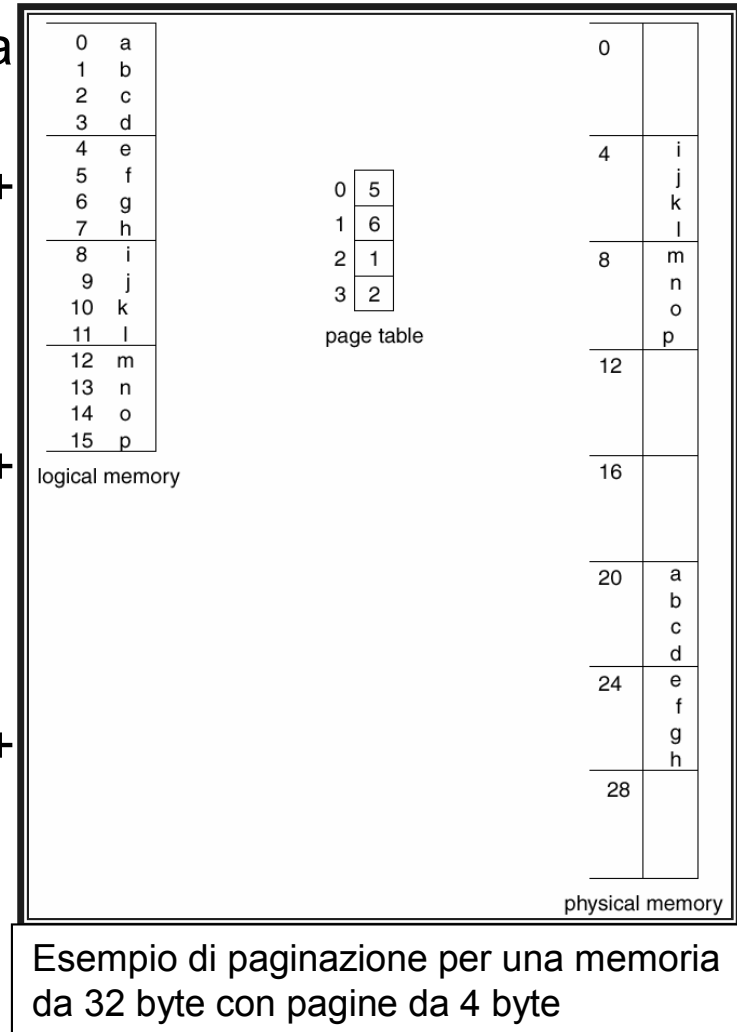 a
+
+
+
0 a
1 b
2 c
3 d
4 e
5 f
6 g
7 h
8 i
9 j
10 k
11 l
12 m
13 n
14 o
15 p
logical memory
0 5
1 6
2 1
3 2
page table
0
4 i
j
k
l
8 m
n
o
p
12
16
20 a
b
c
d
24 e
f
g
h
28
physical memory
Esempio di paginazione per una memoria
da 32 byte con pagine da 4 byte